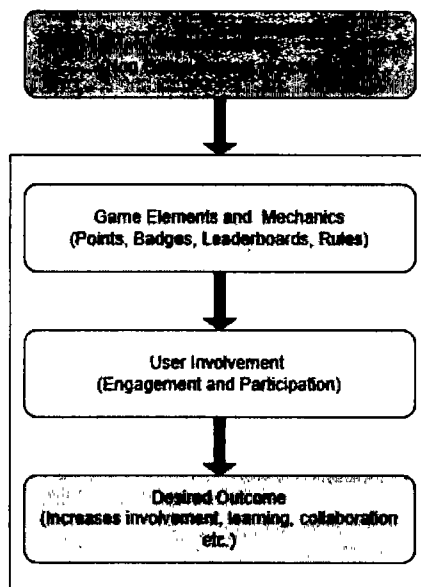 Game Elements and Mechanics
(Points, Badges, Leaderboards, Rules)
User Involvement
(Engagement and Participation)
Desired Outcome
(Increases involvement, learning, collaboration
etc.)